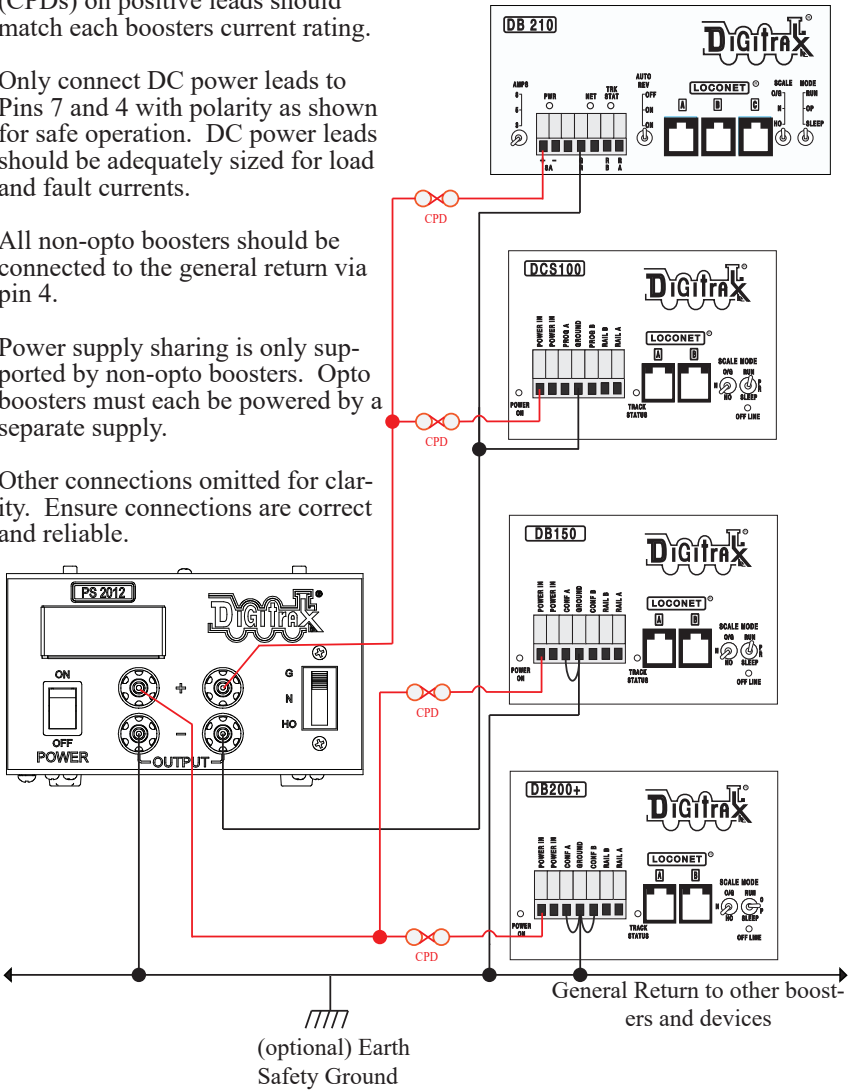 (CPDs) on positive leads should
match each boosters current rating.
Only connect DC power leads to
Pins 7 and 4 with polarity as shown
for safe operation. DC power leads
should be adequately sized for load
and fault currents.
All non-opto boosters should be
connected to the general return via
pin 4.
Power supply sharing is only sup-
ported by non-opto boosters. Opto
boosters must each be powered by a
separate supply.
Other connections omitted for clar-
ity. Ensure connections are correct
and reliable.
DB 210
DIGITRAX
AMPS
PWR
NET
TRK
STAT
AUTO
REV
OFF
ON
ON
LOCONET
A B C
SCALE MODE
O/G
N
HO
RUN
OP
SLEEP
CPD
DCS100
DIGITRAX
POWER IN
POWER IN
PROG A
GROUND
PROG B
RAIL B
RAIL A
POWER
ON
TRACK
STATUS
LOCONET
A B
SCALE MODE
O/G RUN
N
HO SLEEP
OFF LINE
CPD
DB150
DIGITRAX
POWER IN
POWER IN
CONF A
GROUND
CONF B
RAIL B
RAIL A
POWER
ON
TRACK
STATUS
LOCONET
A B
SCALE MODE
O/G RUN
N
HO SLEEP
OFF LINE
CPD
PS 2012
DIGITRAX
ON
OFF
POWER
+
-
OUTPUT
G
N
HO
DB200+
DIGITRAX
POWER IN
POWER IN
CONF A
GROUND
CONF B
RAIL B
RAIL A
POWER
ON
TRACK
STATUS
LOCONET
A B
SCALE MODE
O/G RUN
N
HO SLEEP
OFF LINE
CPD
General Return to other boost-
ers and devices
(optional) Earth
Safety Ground